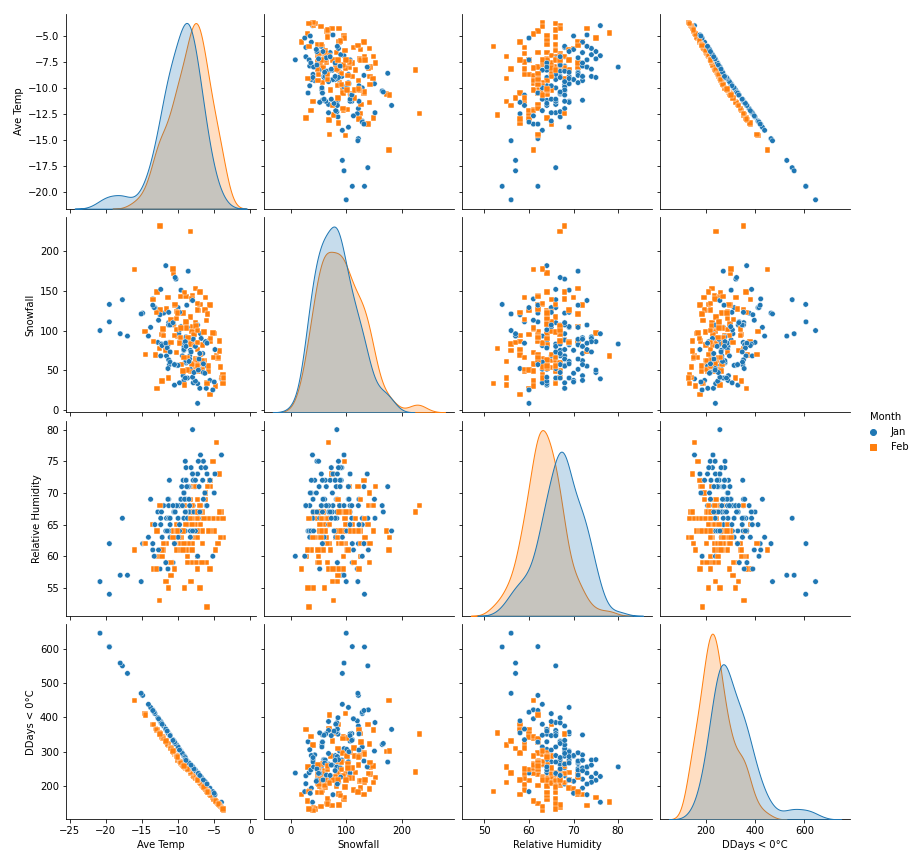 −5.0
−7.5
−10.0
−12.5
−15.0
−17.5
−20.0
Ave Temp
200
150
100
50
0
Snowfall
80
75
70
65
60
55
Relative Humidity
600
500
400
300
200
DDays < 0°C
−25 −20 −15 −10 −5 0
Ave Temp
0 100 200
Snowfall
50 60 70 80
Relative Humidity
200 400 600
DDays < 0°C
Month
Jan
Feb